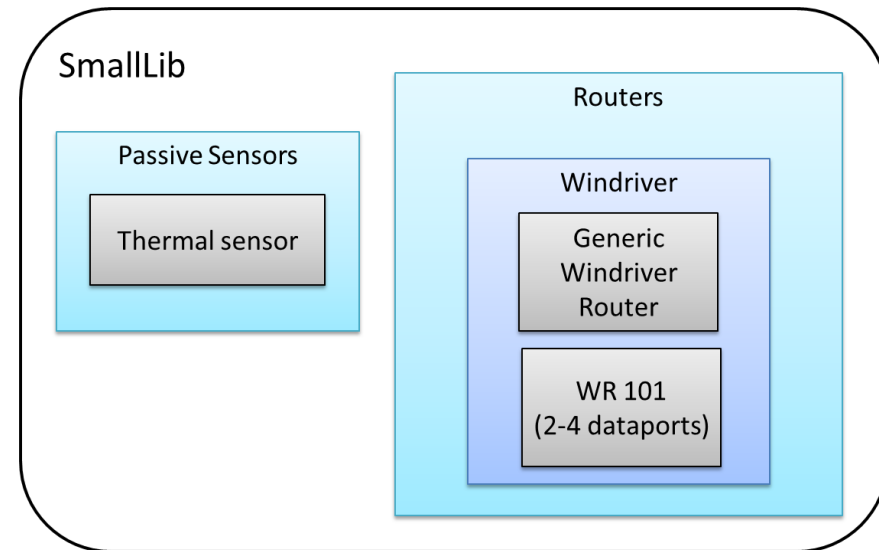 SmallLib
Passive Sensors
Thermal sensor
Routers
Windriver
Generic
Windriver
Router
WR 101
(2-4 dataports)